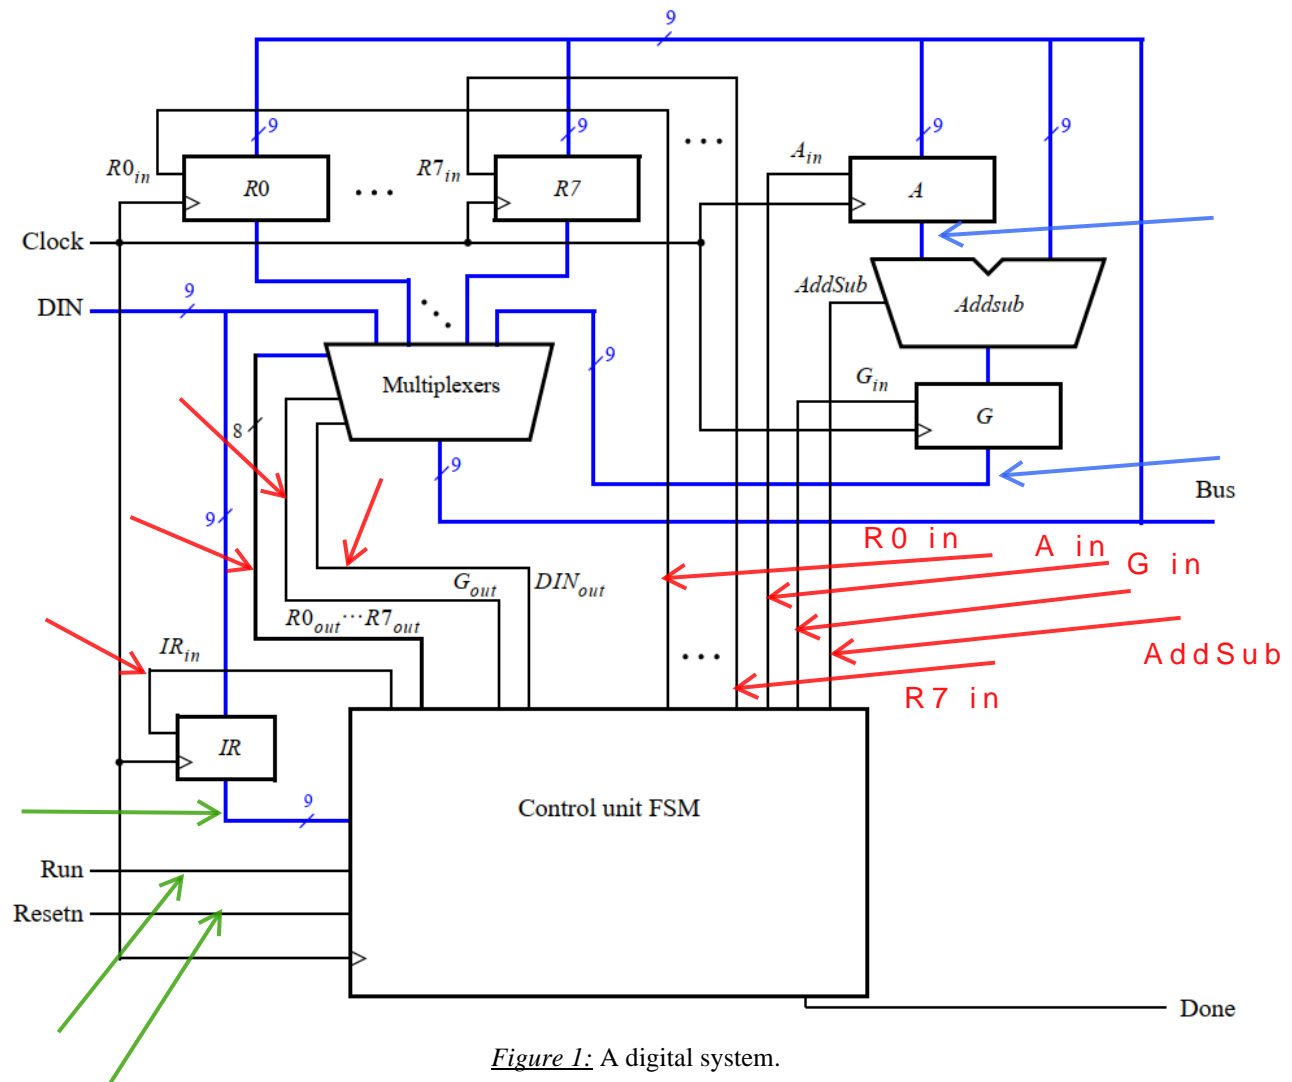 9
9
9
9
9
R0in
R0
R7in
R7
Ain
A
Clock
DIN
9
AddSub
Addsub
Multiplexers
9
Gin
G
8
9
Bus
9
R0 in
A in
G in
Gout
DINout
R0out…R7out
IRin
AddSub
R7 in
IR
9
Control unit FSM
Run
Resetn
Done
Figure 1: A digital system.